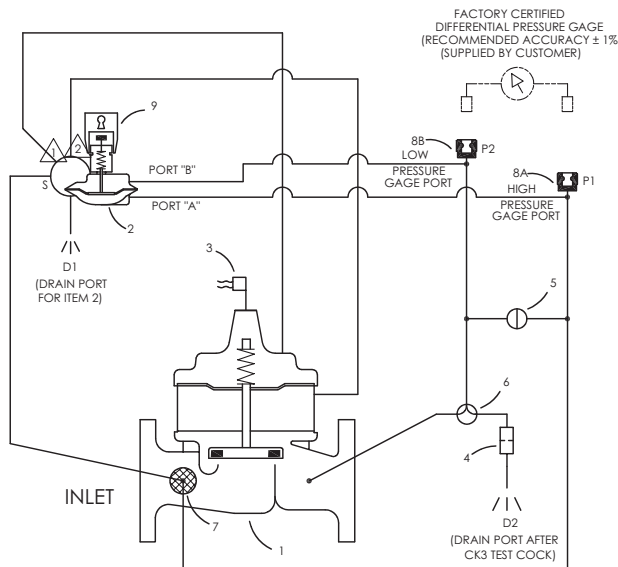 FACTORY CERTIFIED
DIFFERENTIAL PRESSURE GAGE
(RECOMMENDED ACCURACY ± 1%
(SUPPLIED BY CUSTOMER)
9
8B
P2
LOW
PRESSURE
GAGE PORT
1
2
S
PORT "B"
8A
P1
HIGH
PRESSURE
GAGE PORT
PORT "A"
2
D1
(DRAIN PORT
FOR ITEM 2)
3
5
6
4
INLET
7
1
D2
(DRAIN PORT AFTER
CK3 TEST COCK)